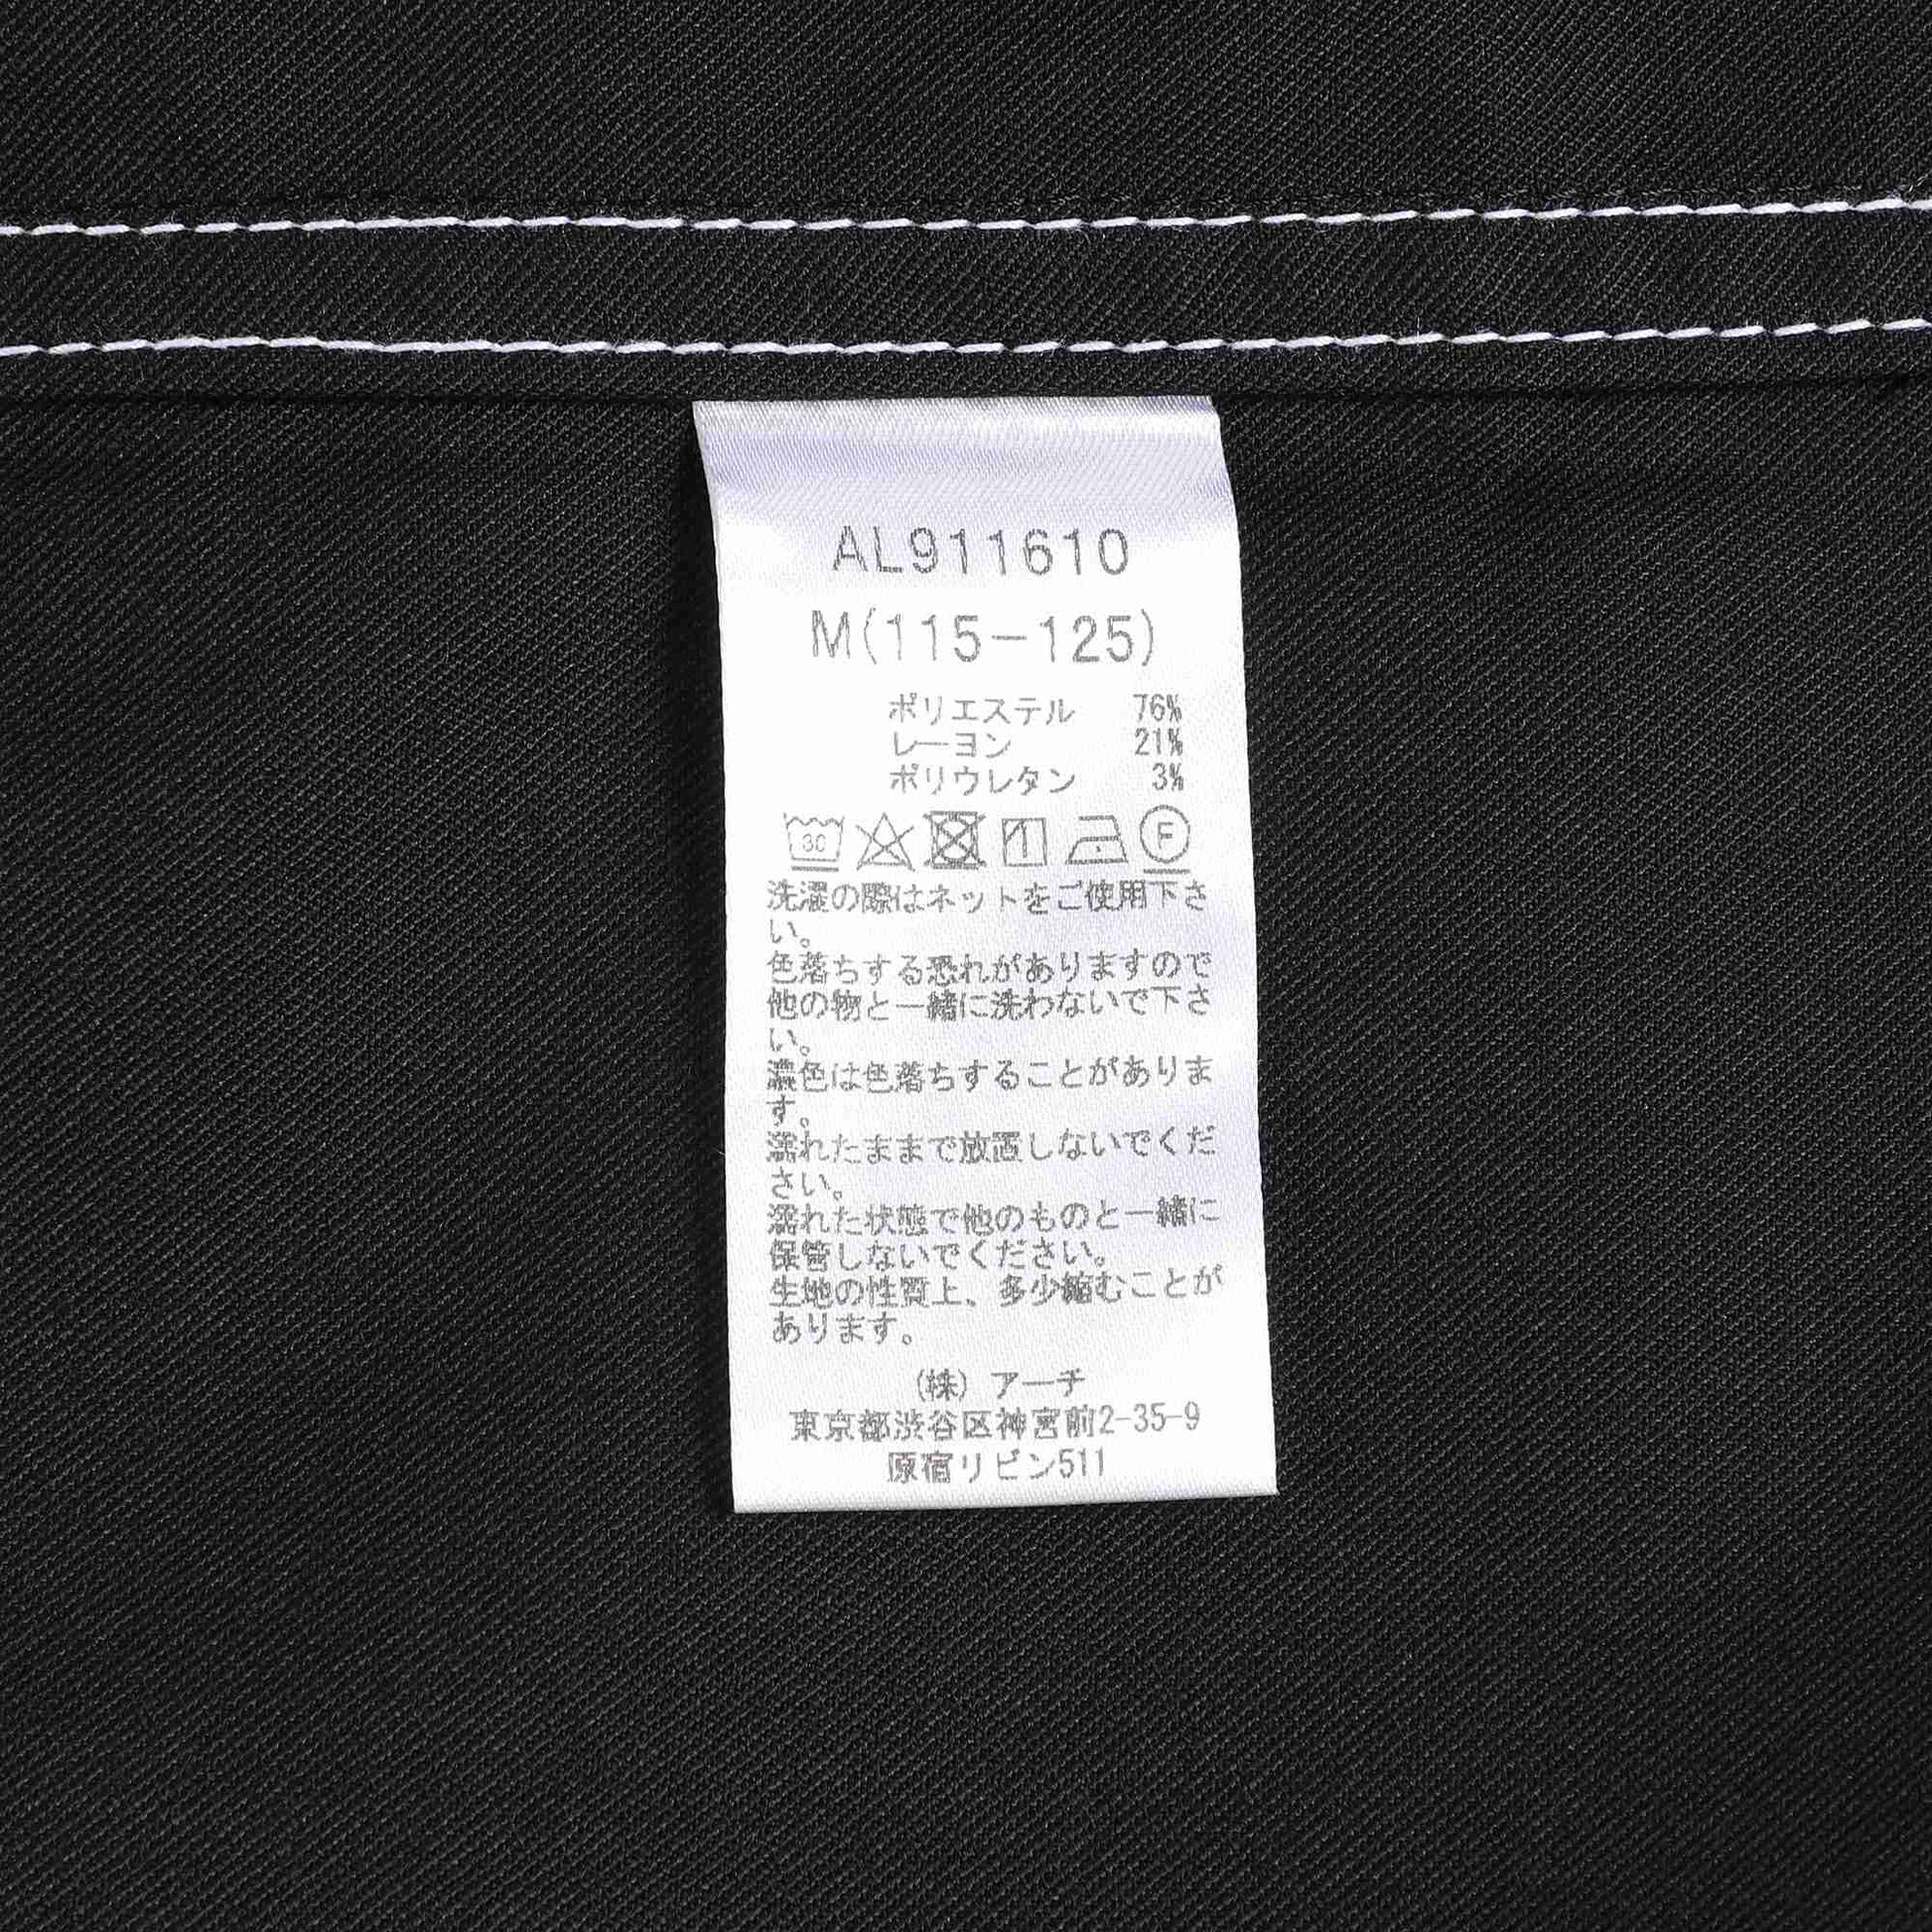 AL911610
M(115-125)
ポリエステル 76%
レーヨン 21%
ポリウレタン 3%
30 F
洗濯の際はネットをご使用下さ
い。
色落ちする恐れがありますので
他の物と一緒に洗わないで下さ
い。
濃色は色落ちすることがありま
す。
濡れたままで放置しないでくだ
さい。
濡れた状態で他のものと一緒に
保管しないでください。
生地の性質上、多少縮むことが
あります。
(株) アーチ
東京都渋谷区神宮前2-35-9
原宿リビン511